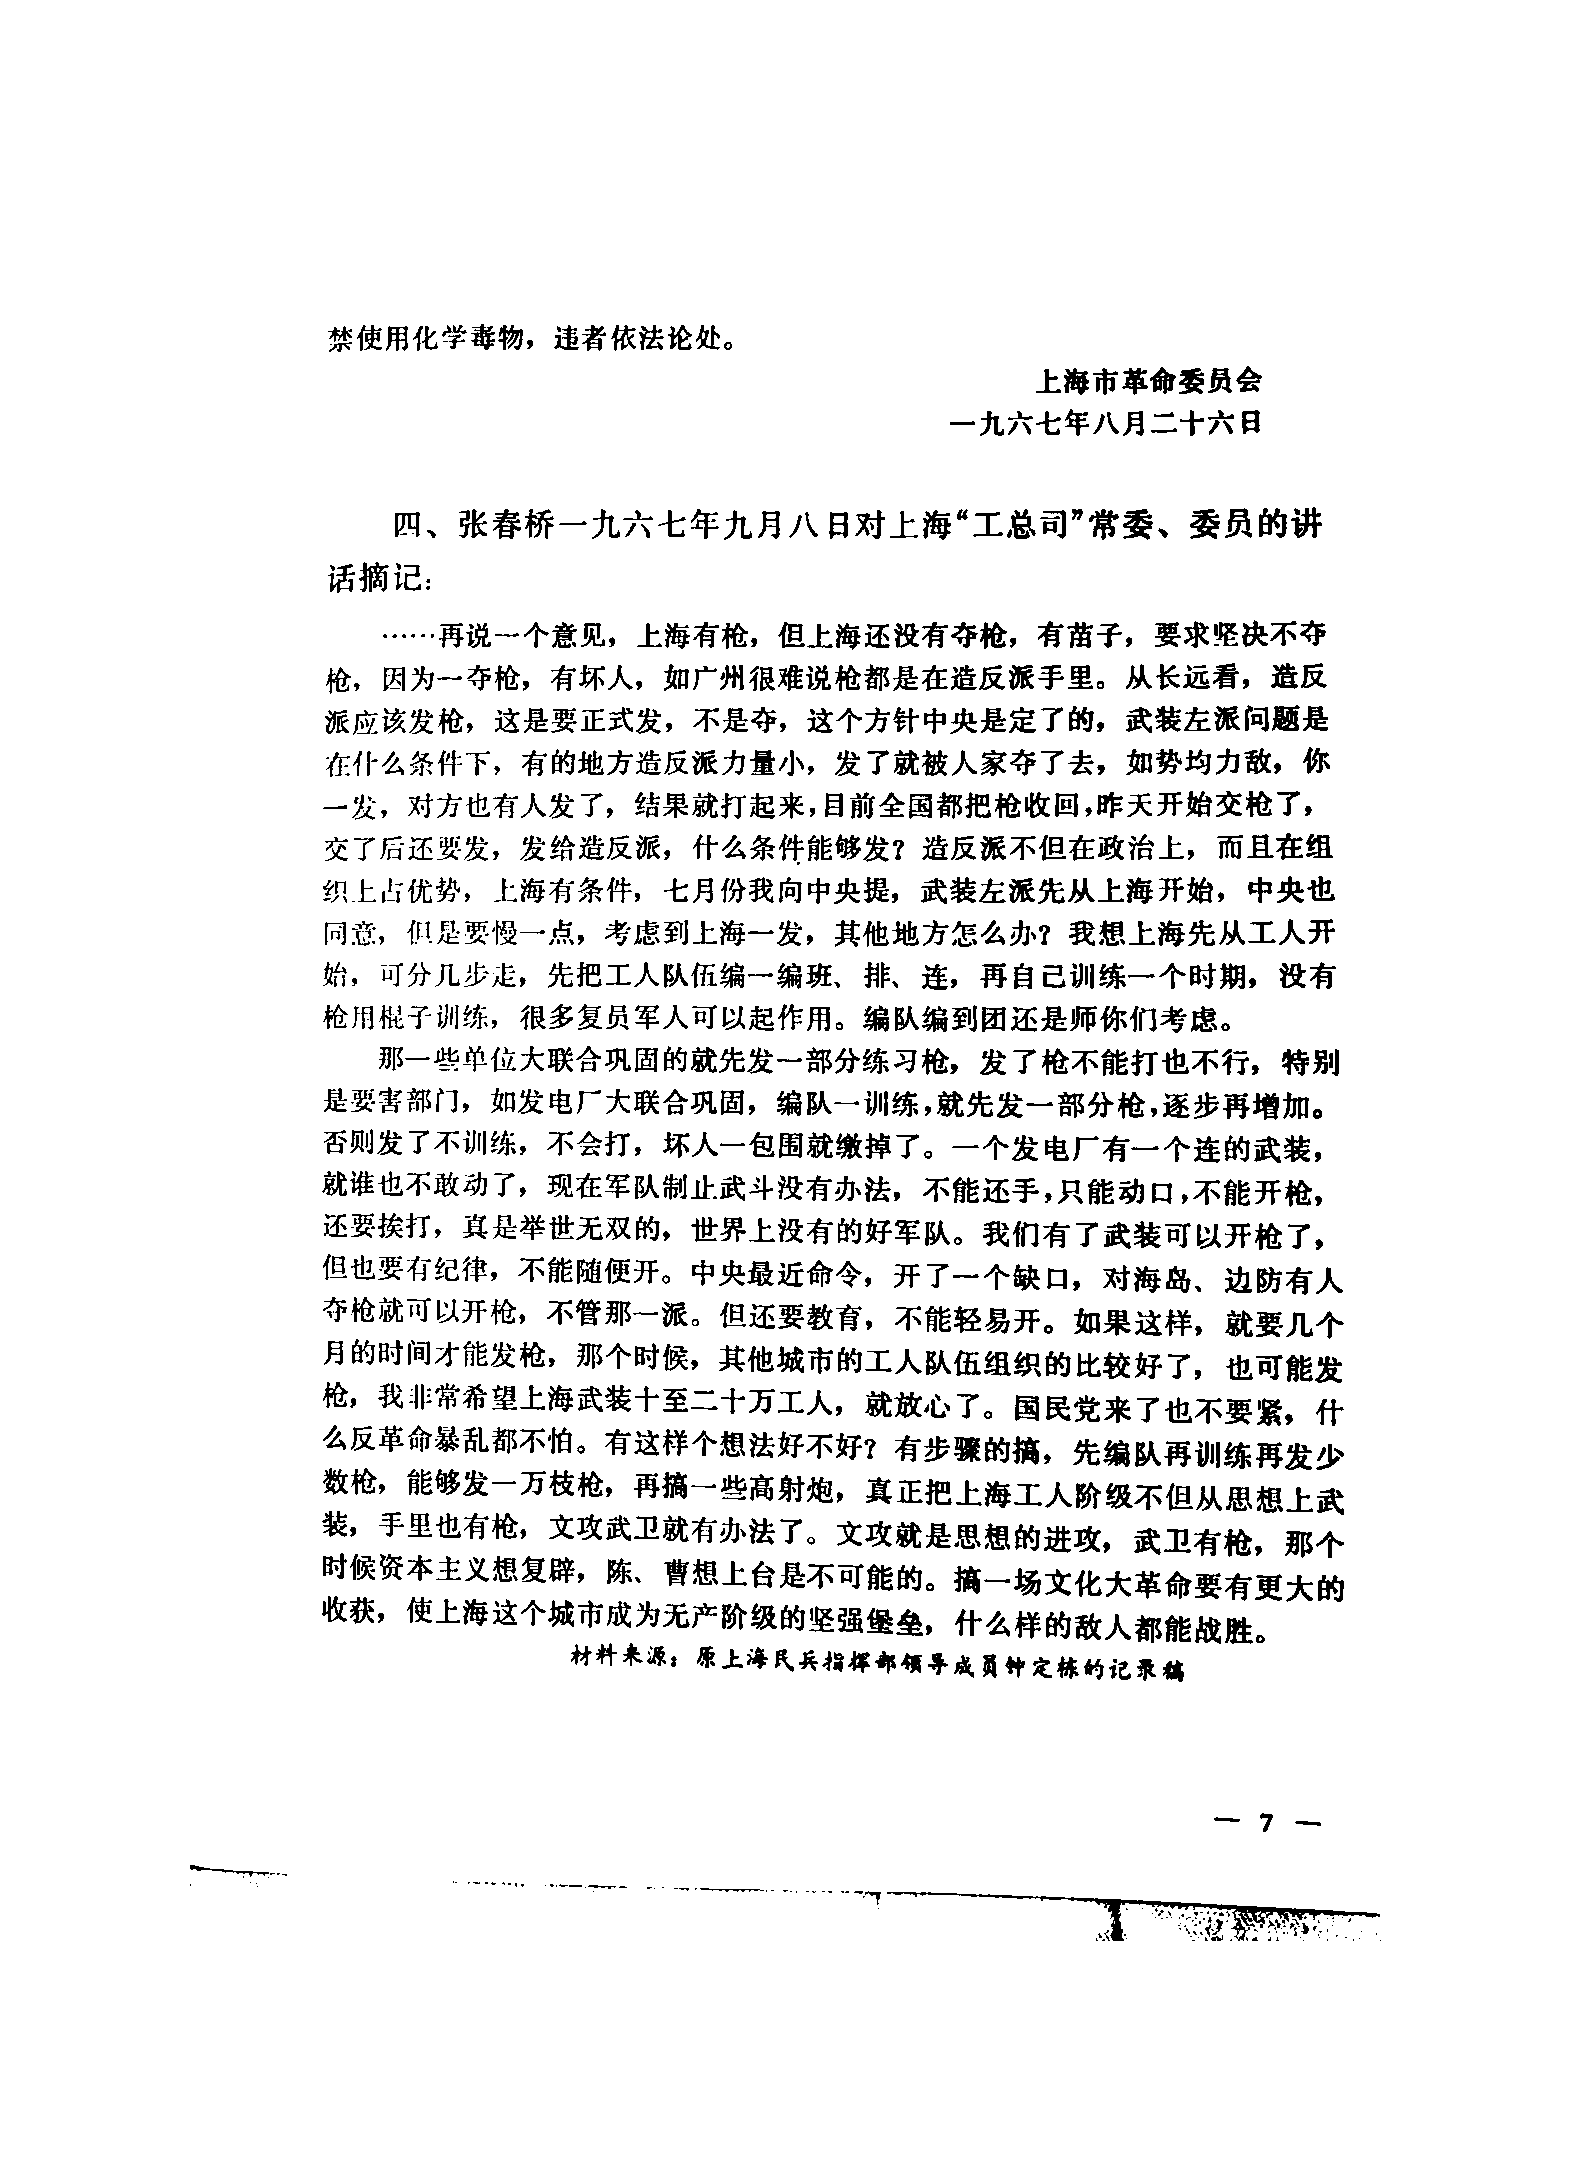 禁使用化学毒物，违者依法论处。
上海市革命委员会
一九六七年八月二十六日
四、张春桥一九六七年九月八日对上海“工总司”常委、委员的讲
话摘记：
……再说一个意见，上海有枪，但上海还没有夺枪，有苗子，要求坚决不夺
枪，因为一夺枪，有坏人，如广州很难说枪都是在造反派手里。从长远看，造反
派应该发枪，这是要正式发，不是夺，这个方针中央是定了的，武装左派问题是
在什么条件下，有的地方造反派力量小，发了就被人家夺了去，如势均力敌，你
一发，对方也有人发了，结果就打起来，目前全国都把枪收回，昨天开始交枪了，
交了后还要发，发给造反派，什么条件能够发？造反派不但在政治上，而且在组
织上占优势，上海有条件，七月份我向中央提，武装左派先从上海开始，中央也
同意，但是要慢一点，考虑到上海一发，其他地方怎么办？我想上海先从工人开
始，可分几步走，先把工人队伍编一编班、排、连，再自己训练一个时期，没有
枪用棍子训练，很多复员军人可以起作用。编队编到团还是师你们考虑。
那一些单位大联合巩固的就先发一部分练习枪，发了枪不能打也不行，特别
是要害部门，如发电厂大联合巩固，编队一训练，就先发一部分枪，逐步再增加。
否则发了不训练，不会打，坏人一包围就缴掉了。一个发电厂有一个连的武装，
就谁也不敢动了，现在军队制止武斗没有办法，不能还手，只能动口，不能开枪，
还要挨打，真是举世无双的，世界上没有的好军队。我们有了武装可以开枪了，
但也要有纪律，不能随便开。中央最近命令，开了一个缺口，对海岛、边防有人
夺枪就可以开枪，不管那一派。但还要教育，不能轻易开。如果这样，就要几个
月的时间才能发枪，那个时候，其他城市的工人队伍组织的比较好了，也可能发
枪，我非常希望上海武装十至二十万工人，就放心了。国民党来了也不要紧，什
么反革命暴乱都不怕。有这样个想法好不好？有步骤的搞，先编队再训练再发少
数枪，能够发一万枝枪，再搞一些高射炮，真正把上海工人阶级不但从思想上武
装，手里也有枪，文攻武卫就有办法了。文攻就是思想的进攻，武卫有枪，那个
时候资本主义想复辟，陈、曹想上台是不可能的。搞一场文化大革命要有更大的
收获，使上海这个城市成为无产阶级的坚强堡垒，什么样的敌人都能战胜。
材料来源：原上海民兵指挥部领导成员钟定栋的记录稿
— 7 —